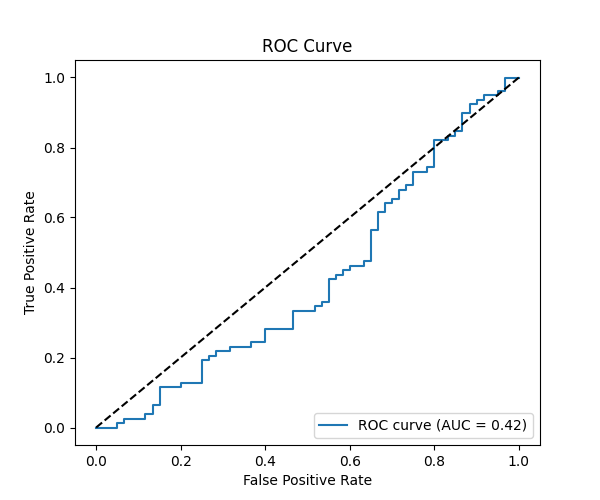 ROC Curve
1.0
0.8
0.6
0.4
0.2
0.0
True Positive Rate
ROC curve (AUC = 0.42)
0.0 0.2 0.4 0.6 0.8 1.0
False Positive Rate